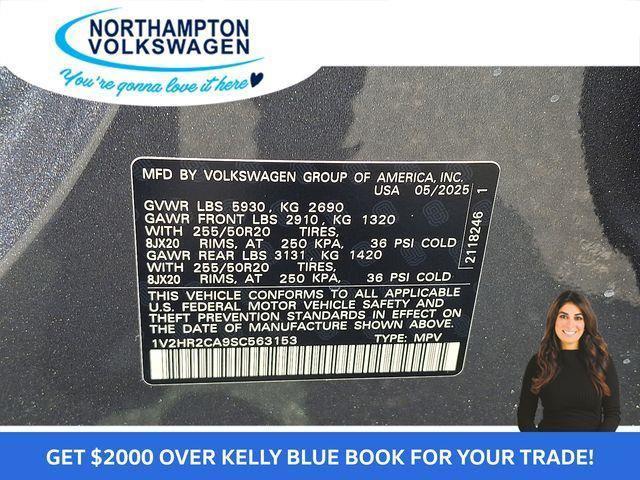 NORTHAMPTON
VOLKSWAGEN
You're gonna love it here
MFD BY VOLKSWAGEN GROUP OF AMERICA, INC.
USA 05/2025
GVWR LBS 5930, KG 2690
GAWR FRONT LBS 2910, KG 1320
WITH 255/50R20 TIRES,
8JX20 RIMS, AT 250 KPA, 36 PSI COLD
GAWR REAR LBS 3131, KG 1420
WITH 255/50R20 TIRES,
8JX20 RIMS, AT 250 KPA, 36 PSI COLD
THIS VEHICLE CONFORMS TO ALL APPLICABLE
U.S. FEDERAL MOTOR VEHICLE SAFETY AND
THEFT PREVENTION STANDARDS IN EFFECT ON
THE DATE OF MANUFACTURE SHOWN ABOVE.
1V2HR2CA9SC563153 TYPE: MPV
2118246 1
GET $2000 OVER KELLY BLUE BOOK FOR YOUR TRADE!